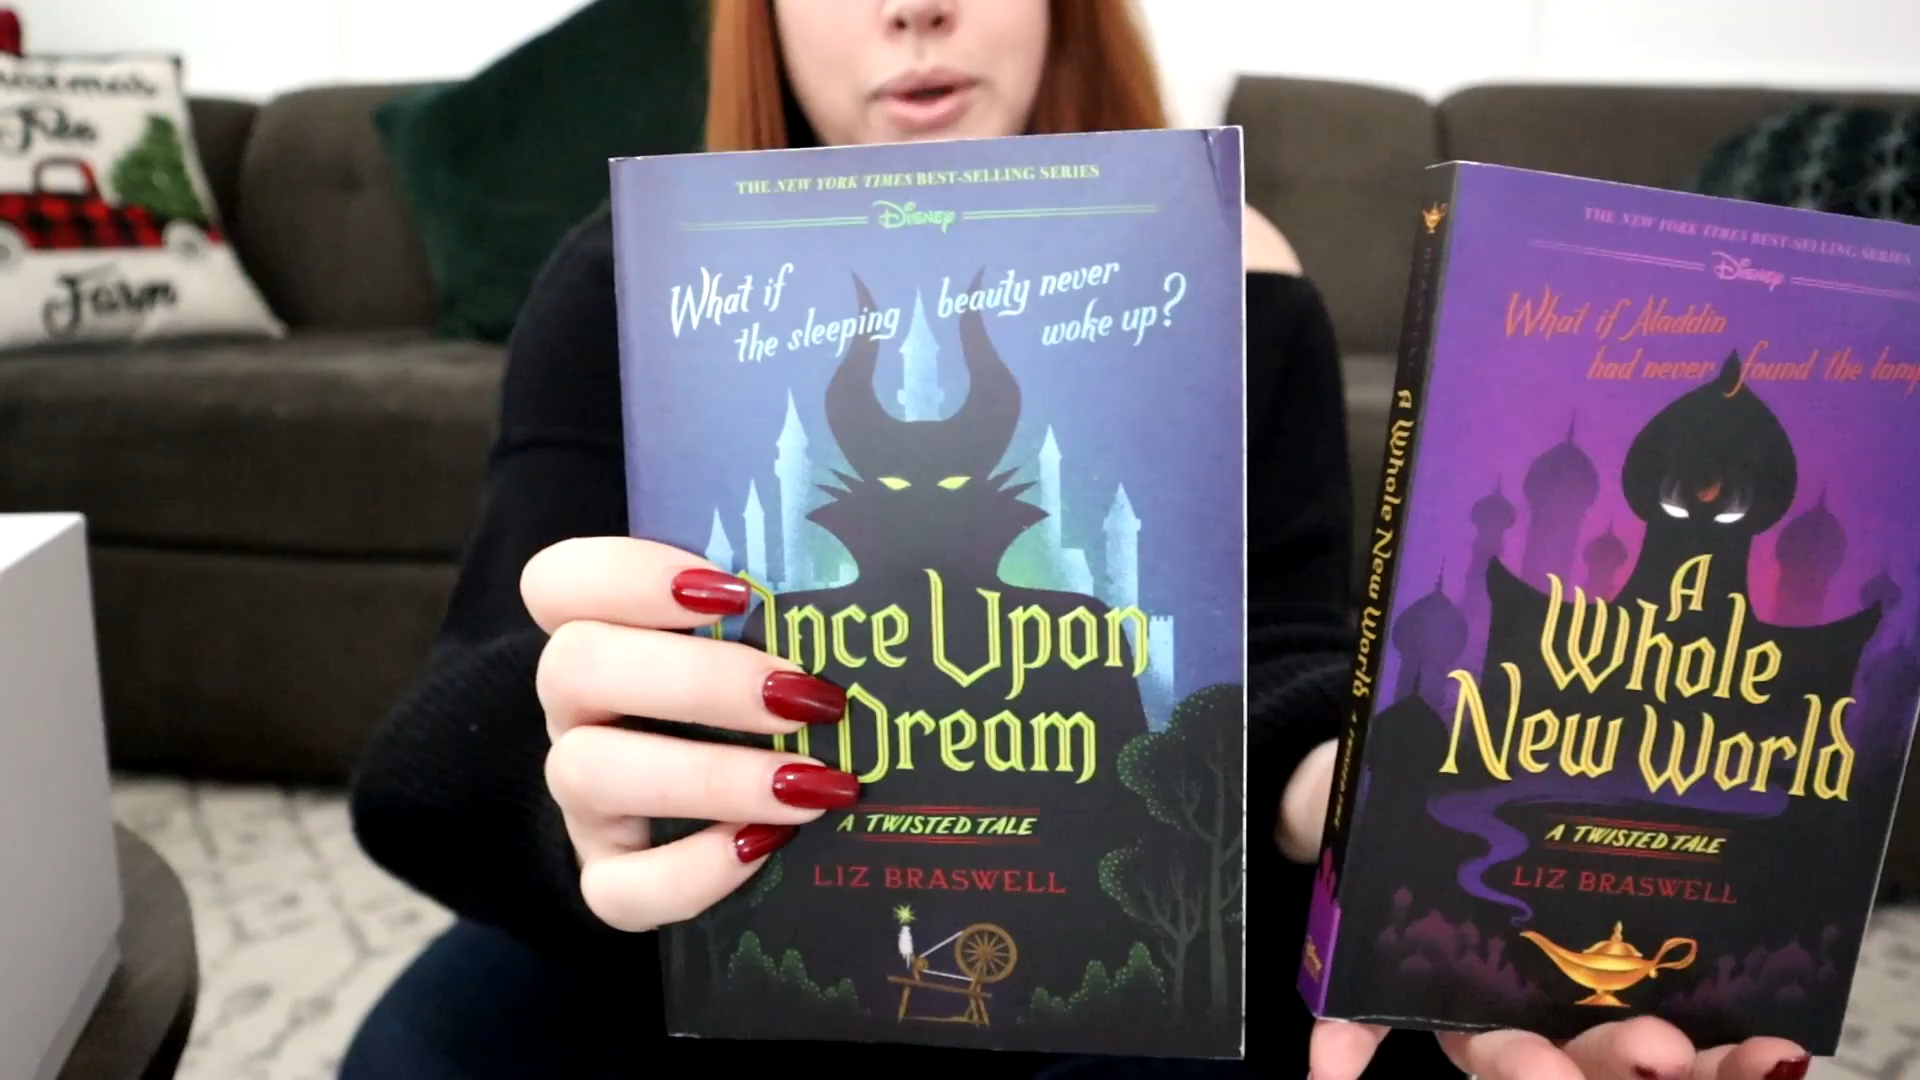 Tree
Farm
THE NEW YORK TIMES BEST-SELLING SERIES
Disney
What if
the sleeping
beauty never
woke up?
Once Upon
Dream
A TWISTED TALE
LIZ BRASWELL
A Whole New World
THE NEW YORK TIMES BEST-SELLING SERIES
Disney
What if Aladdin
had never found the lamp
A
Whole
New World
A TWISTED TALE
LIZ BRASWELL